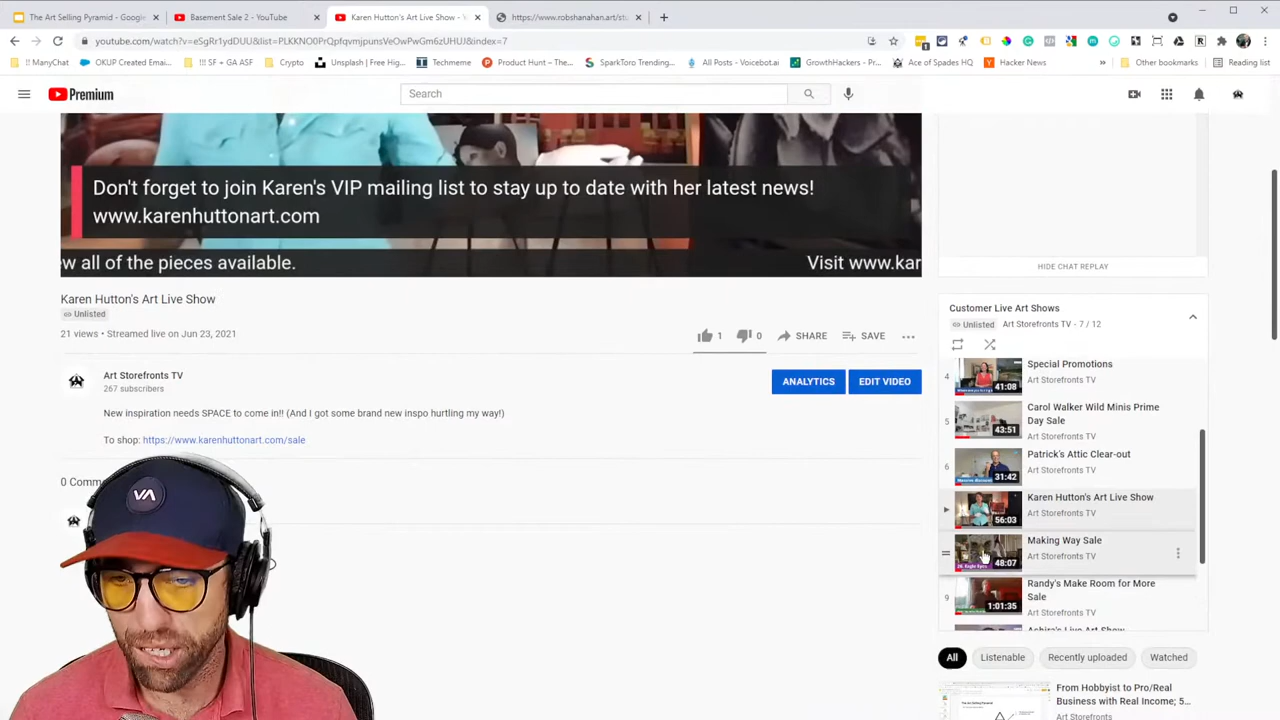 The Art Selling Pyramid - Google
Basement Sale 2 - YouTube
Karen Hutton's Art Live Show - Y
https://www.robshanahan.art/st
youtube.com/watch?v=eSgRr1ydDUU&list=PLKKNO0PrQpfqvmjpunsVeOwPwGm6zUHUJ&index=7
!! ManyChat
OKUP Created Emai...
!!! SF + GA ASF
Crypto
Unsplash | Free Hig...
Techmeme
Product Hunt – The...
SparkToro Trending...
All Posts - Voicebot.ai
GrowthHackers - Pr...
Ace of Spades HQ
Hacker News
Other bookmarks
Reading list
Premium
Search
Don't forget to join Karen's VIP mailing list to stay up to date with her latest news!
www.karenhuttonart.com
w all of the pieces available.
Visit www.kar
Karen Hutton's Art Live Show
Unlisted
21 views • Streamed live on Jun 23, 2021
1
0
SHARE
SAVE
Art Storefronts TV
267 subscribers
ANALYTICS
EDIT VIDEO
New inspiration needs SPACE to come in!! (And I got some brand new inspo hurtling my way!)
To shop: https://www.karenhuttonart.com/sale
0 Comme
VA
HIDE CHAT REPLAY
Customer Live Art Shows
Unlisted
Art Storefronts TV - 7 / 12
4
41:08
Special Promotions
Art Storefronts TV
5
43:51
Carol Walker Wild Minis Prime
Day Sale
Art Storefronts TV
6
31:42
Patrick's Attic Clear-out
Art Storefronts TV
56:03
Karen Hutton's Art Live Show
Art Storefronts TV
48:07
Making Way Sale
Art Storefronts TV
9
1:01:35
Randy's Make Room for More
Sale
Art Storefronts TV
Ashira's Live Art Show
All
Listenable
Recently uploaded
Watched
From Hobbyist to Pro/Real
Business with Real Income; 5...
Art Storefronts TV